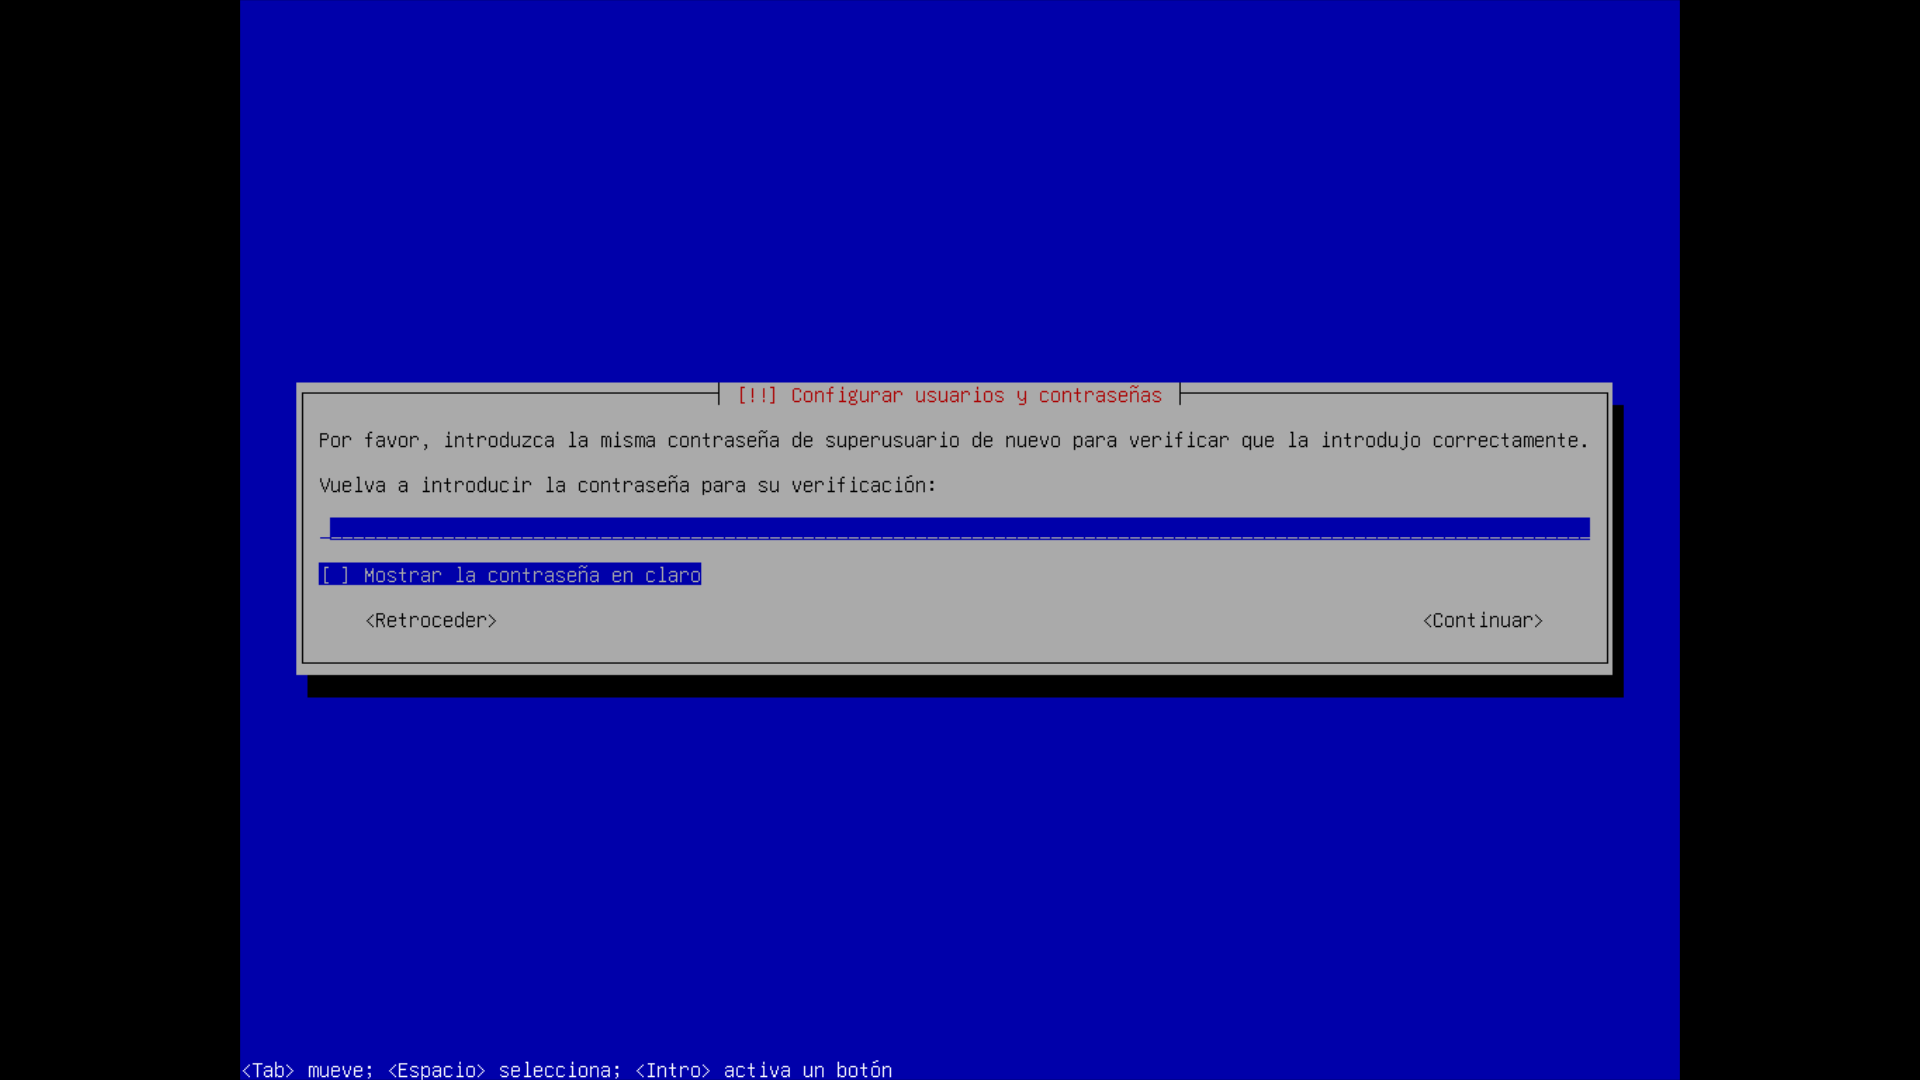 [!!] Configurar usuarios y contraseñas
Por favor, introduzca la misma contraseña de superusuario de nuevo para verificar que la introdujo correctamente.
Vuelva a introducir la contraseña para su verificación:
[ ] Mostrar la contraseña en claro
<Retroceder> <Continuar>
<Tab> mueve; <Espacio> selecciona; <Intro> activa un botón